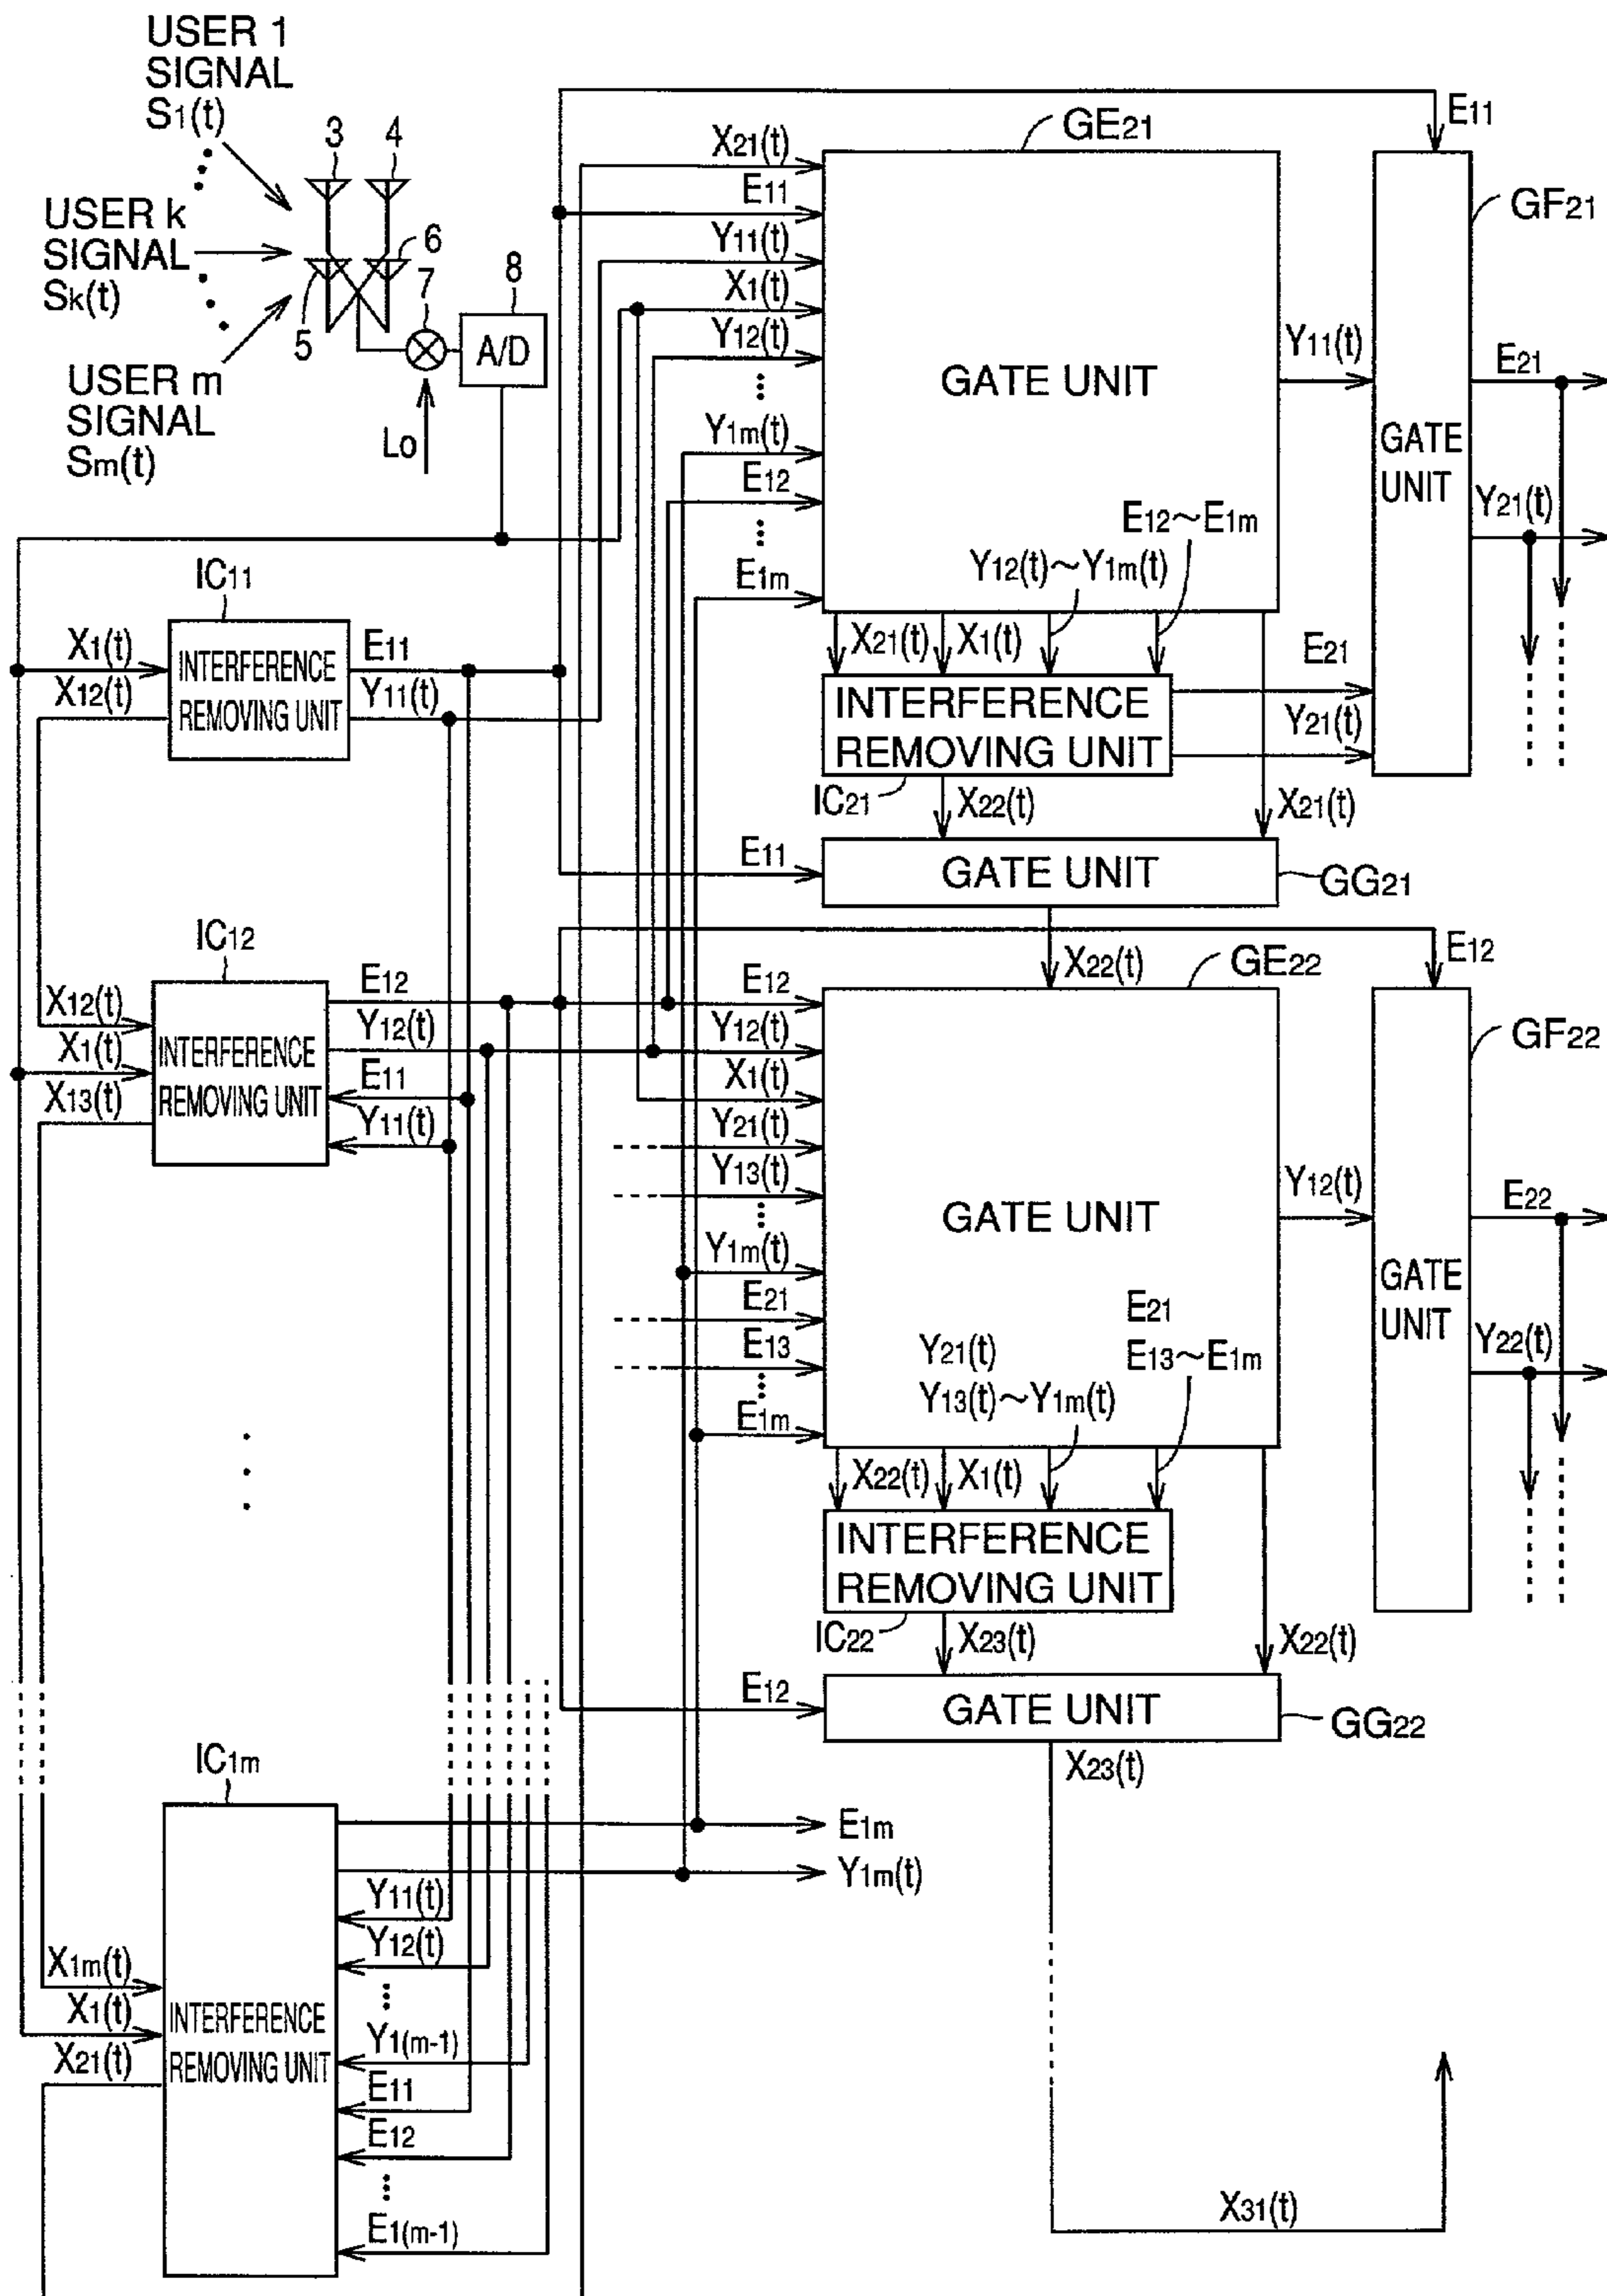 USER 1
SIGNAL
S1(t)
USER k
SIGNAL
Sk(t)
USER m
SIGNAL
Sm(t)
3
4
5
6
7
8
A/D
Lo
X21(t)
E11
Y11(t)
X1(t)
Y12(t)
Y1m(t)
E12
E1m
GE21
GATE UNIT
E12~E1m
Y12(t)~Y1m(t)
Y11(t)
E11
GF21
GATE
UNIT
E21
Y21(t)
X21(t)
X1(t)
E21
Y21(t)
INTERFERENCE
REMOVING UNIT
IC21
X22(t)
X21(t)
E11
GATE UNIT
GG21
X22(t)
IC11
X1(t)
X12(t)
INTERFERENCE
REMOVING UNIT
E11
Y11(t)
IC12
X12(t)
X1(t)
X13(t)
INTERFERENCE
REMOVING UNIT
E12
Y12(t)
E11
Y11(t)
E12
Y12(t)
X1(t)
Y21(t)
Y13(t)
Y1m(t)
E21
E13
E1m
GE22
GATE UNIT
E21
E13~E1m
Y21(t)
Y13(t)~Y1m(t)
Y12(t)
E12
GF22
GATE
UNIT
E22
Y22(t)
X22(t)
X1(t)
INTERFERENCE
REMOVING UNIT
IC22
X23(t)
X22(t)
E12
GATE UNIT
GG22
X23(t)
IC1m
E1m
Y1m(t)
X1m(t)
X1(t)
X21(t)
INTERFERENCE
REMOVING UNIT
Y11(t)
Y12(t)
Y1(m-1)
E11
E12
E1(m-1)
X31(t)